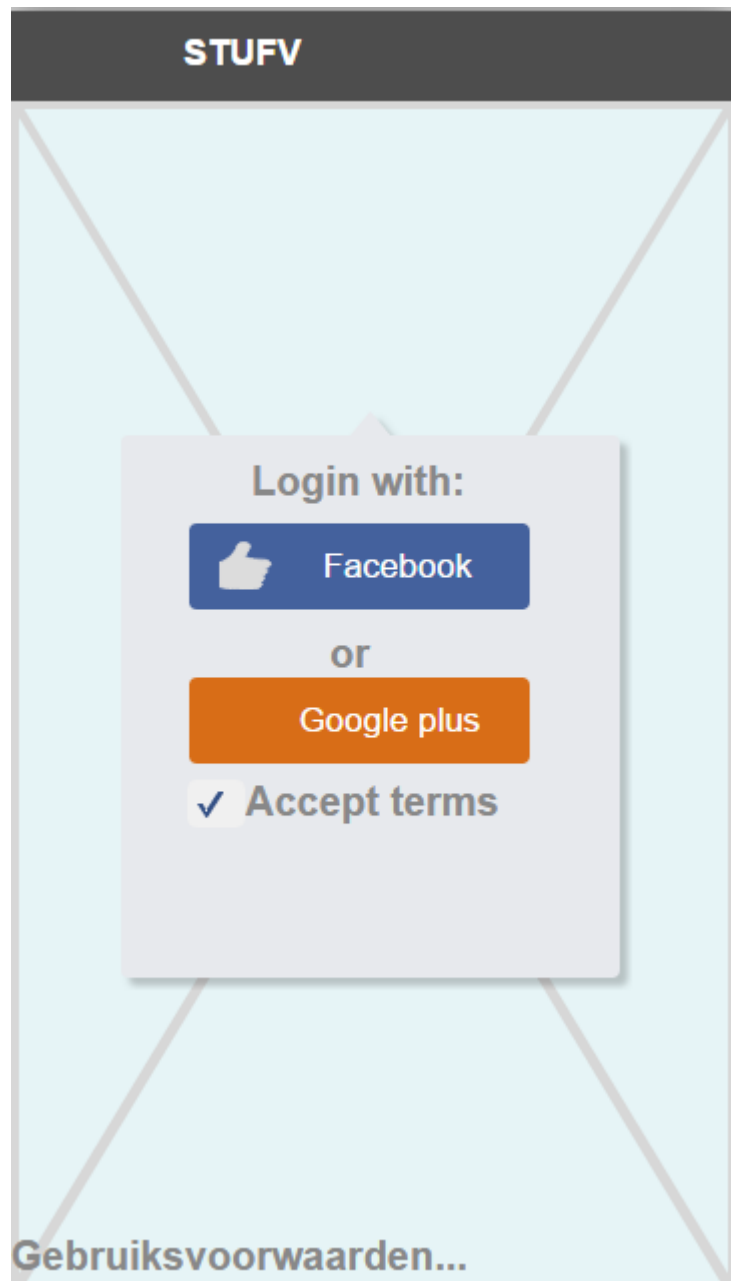 STUFV
Login with:
Facebook
or
Google plus
Accept terms
Gebruiksvoorwaarden...